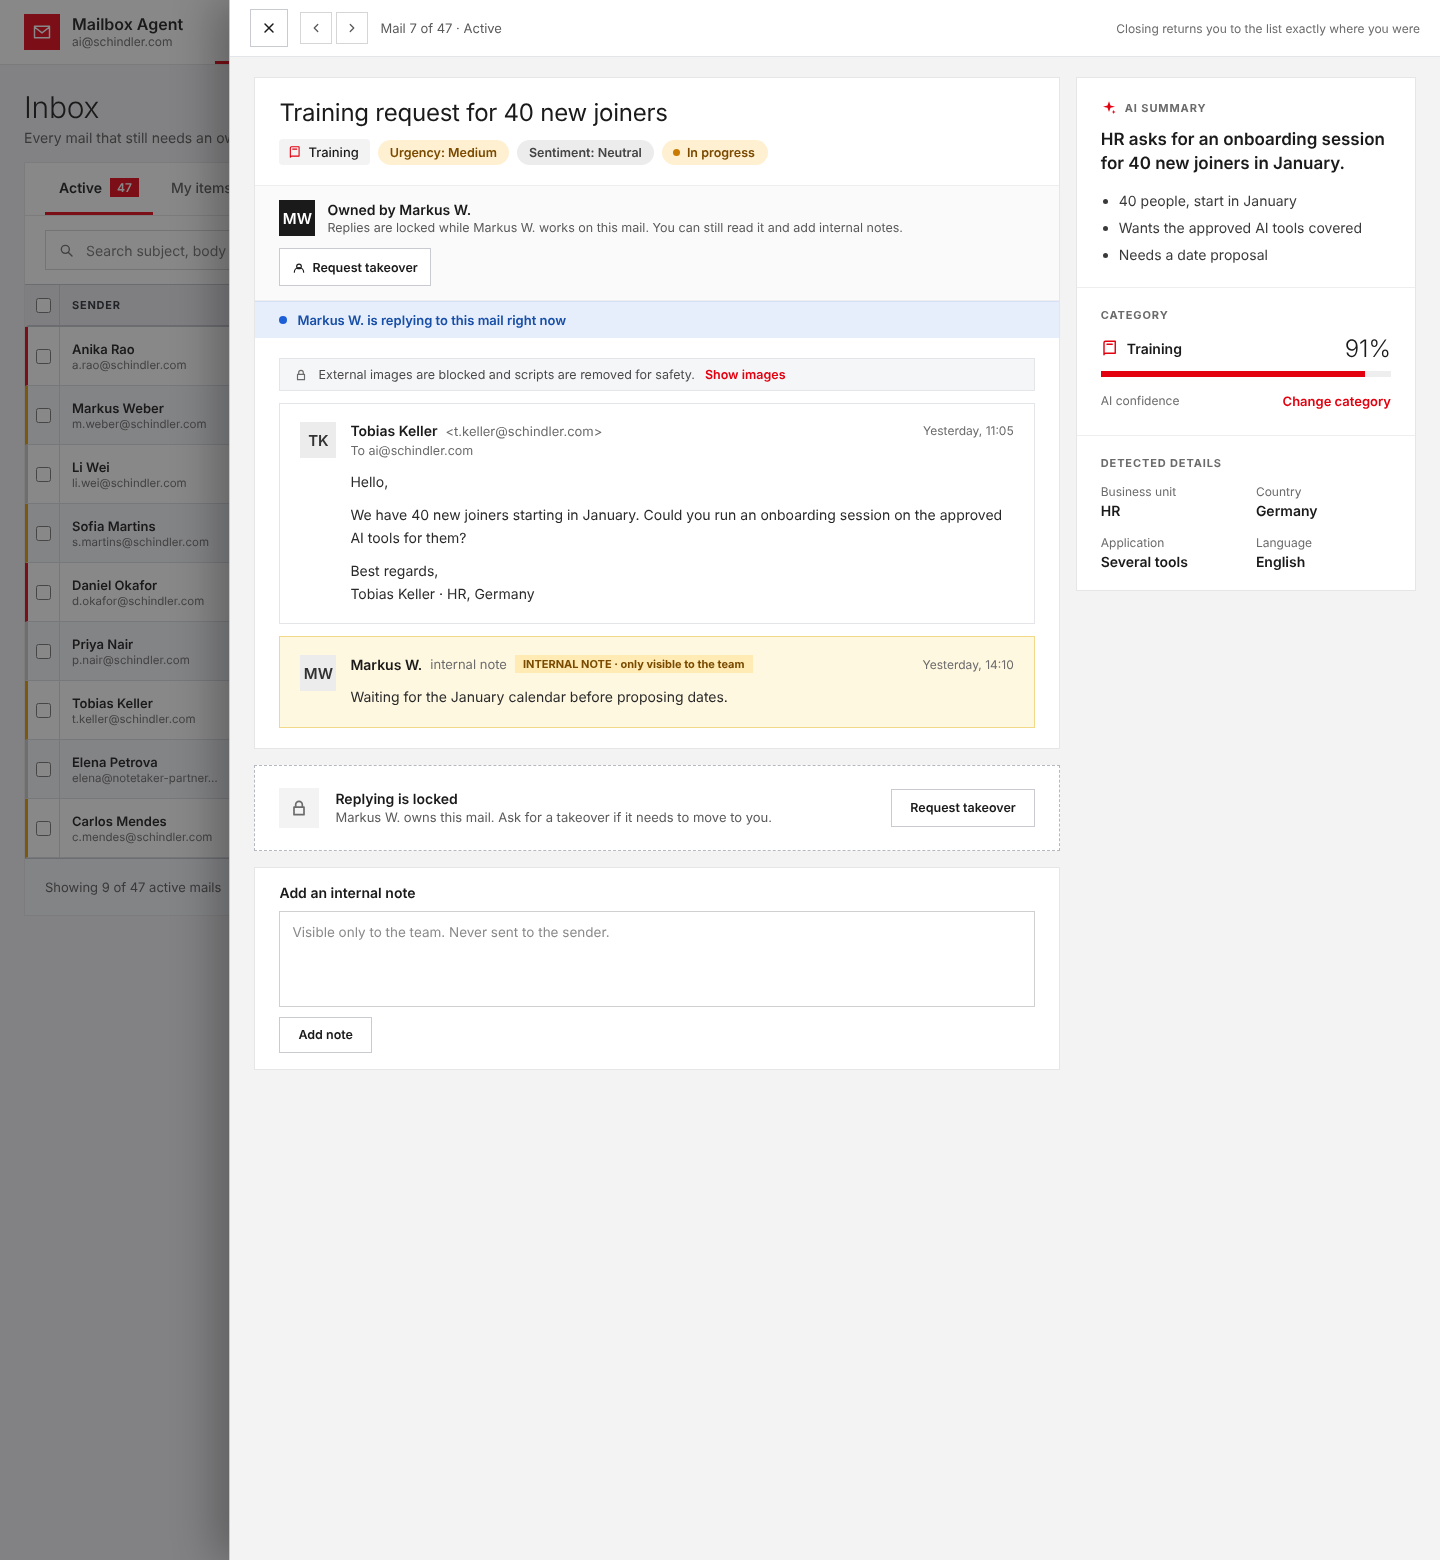 Mailbox Agent
ai@schindler.com
Inbox
Every mail that still needs an ow
Active 47 My items
Search subject, body
SENDER
Anika Rao
a.rao@schindler.com
Markus Weber
m.weber@schindler.com
Li Wei
li.wei@schindler.com
Sofia Martins
s.martins@schindler.com
Daniel Okafor
d.okafor@schindler.com
Priya Nair
p.nair@schindler.com
Tobias Keller
t.keller@schindler.com
Elena Petrova
elena@notetaker-partner...
Carlos Mendes
c.mendes@schindler.com
Showing 9 of 47 active mails
Mail 7 of 47 · Active
Closing returns you to the list exactly where you were
Training request for 40 new joiners
Training Urgency: Medium Sentiment: Neutral In progress
MW Owned by Markus W.
Replies are locked while Markus W. works on this mail. You can still read it and add internal notes.
Request takeover
Markus W. is replying to this mail right now
External images are blocked and scripts are removed for safety. Show images
TK Tobias Keller <t.keller@schindler.com> Yesterday, 11:05
To ai@schindler.com
Hello,
We have 40 new joiners starting in January. Could you run an onboarding session on the approved
AI tools for them?
Best regards,
Tobias Keller · HR, Germany
MW Markus W. internal note INTERNAL NOTE · only visible to the team Yesterday, 14:10
Waiting for the January calendar before proposing dates.
Replying is locked
Markus W. owns this mail. Ask for a takeover if it needs to move to you.
Request takeover
Add an internal note
Visible only to the team. Never sent to the sender.
Add note
AI SUMMARY
HR asks for an onboarding session
for 40 new joiners in January.
• 40 people, start in January
• Wants the approved AI tools covered
• Needs a date proposal
CATEGORY
Training 91%
AI confidence Change category
DETECTED DETAILS
Business unit Country
HR Germany
Application Language
Several tools English